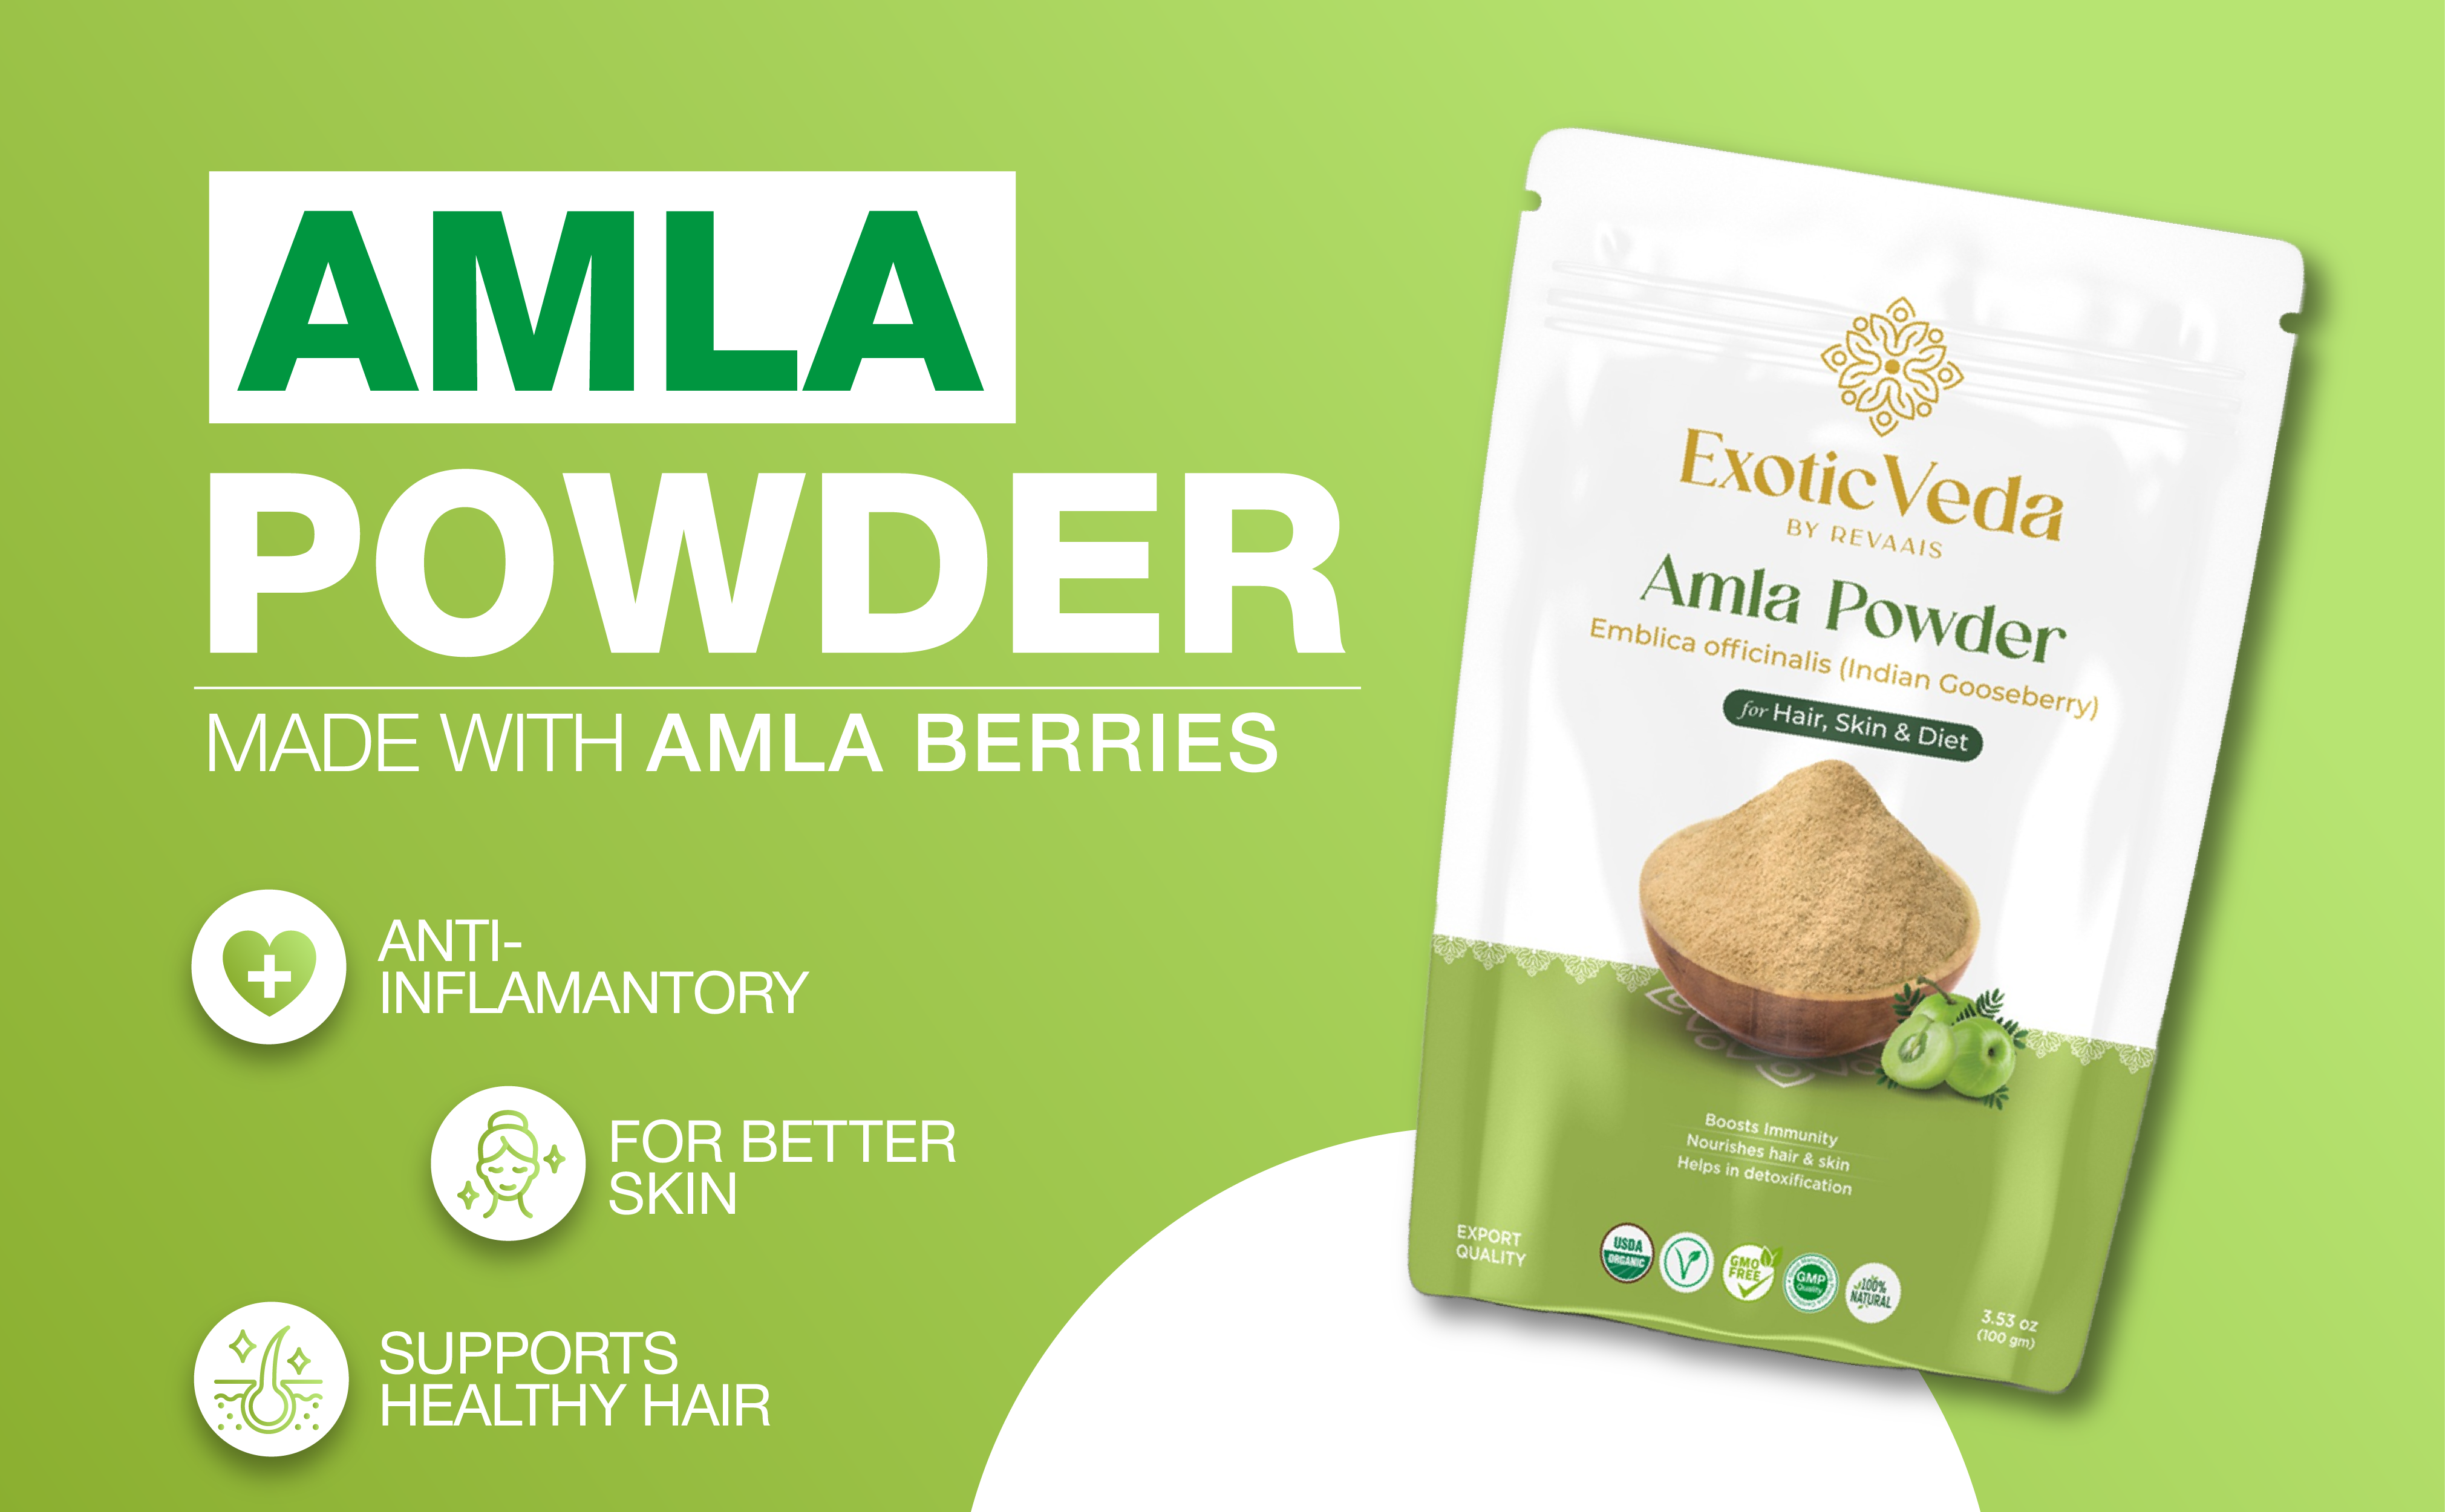 AMLA
POWDER
MADE WITH AMLA BERRIES
ANTI-
INFLAMANTORY
FOR BETTER
SKIN
SUPPORTS
HEALTHY HAIR
Exotic Veda
BY REVAAIS
Amla Powder
Emblica officinalis (Indian Gooseberry)
for Hair, Skin & Diet
Boosts Immunity
Nourishes hair & skin
Helps in detoxification
EXPORT
QUALITY
USDA
ORGANIC
GMO
FREE
GMP
Quality
100%
NATURAL
3.53 oz
(100 gm)